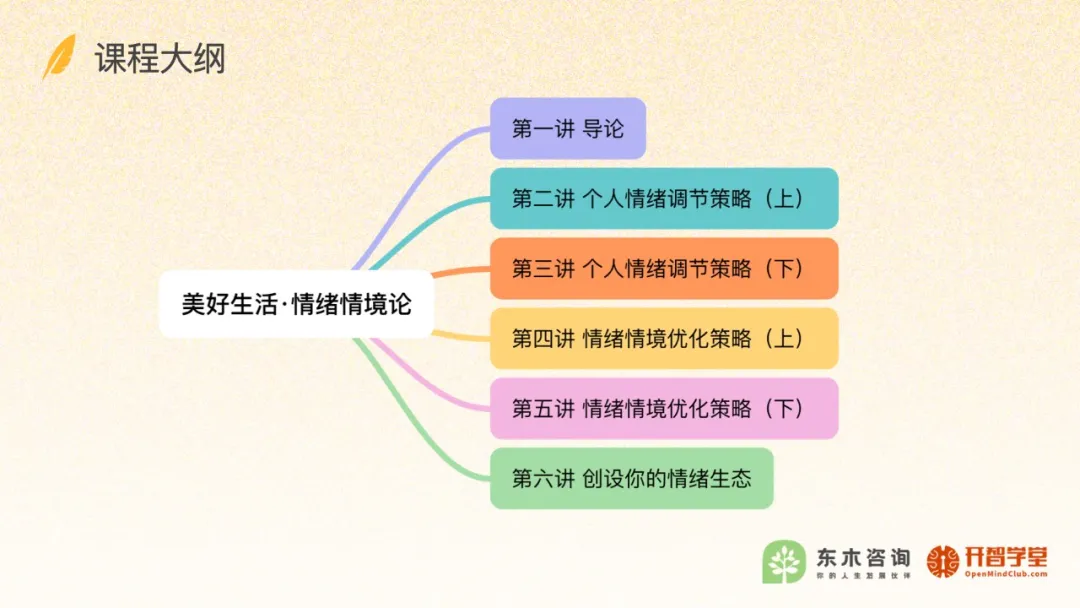 课程大纲
第一讲 导论
第二讲 个人情绪调节策略（上）
第三讲 个人情绪调节策略（下）
美好生活·情绪情境论
第四讲 情绪情境优化策略（上）
第五讲 情绪情境优化策略（下）
第六讲 创设你的情绪生态
东木咨询
你的人生发展伙伴
开智学堂
OpenMindClub.com